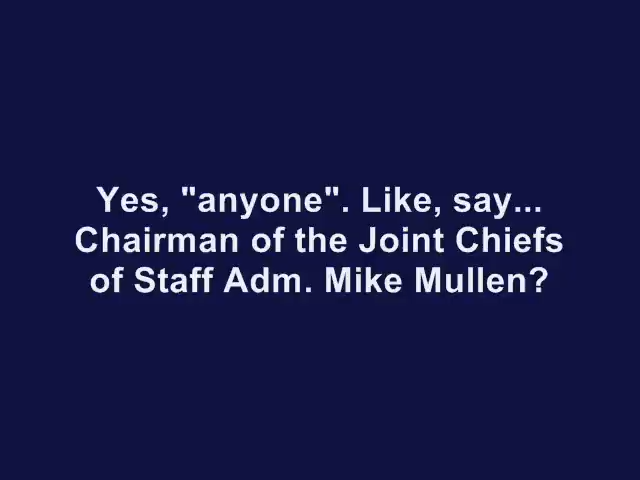 Yes, "anyone". Like, say...
Chairman of the Joint Chiefs
of Staff Adm. Mike Mullen?